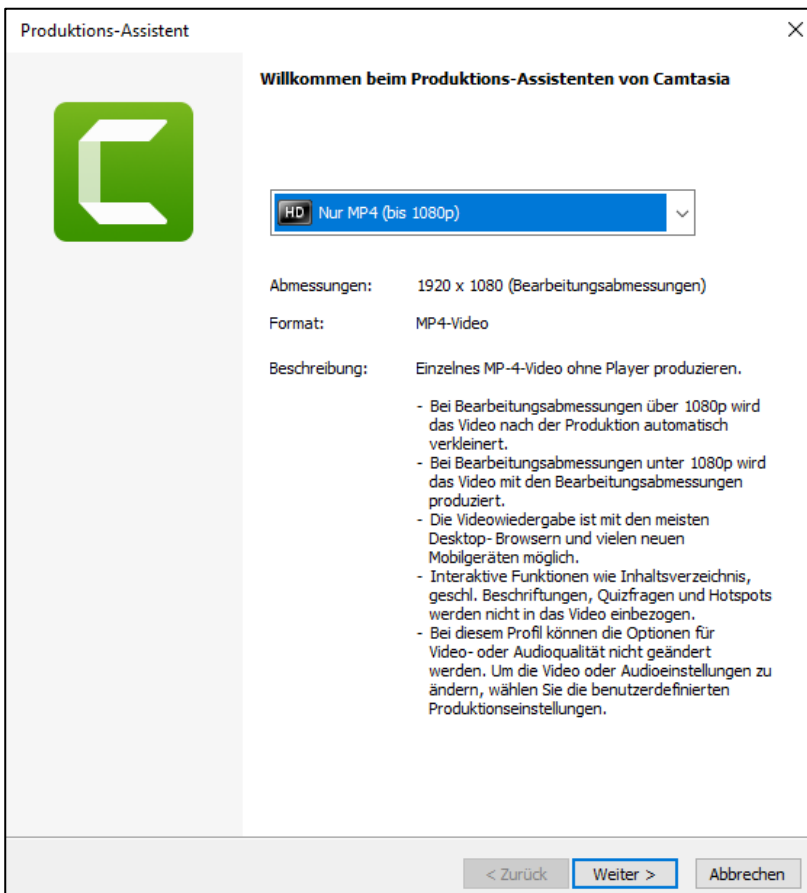 Produktions-Assistent
Willkommen beim Produktions-Assistenten von Camtasia
HD Nur MP4 (bis 1080p)
Abmessungen: 1920 x 1080 (Bearbeitungsabmessungen)
Format: MP4-Video
Beschreibung: Einzelnes MP-4-Video ohne Player produzieren.
- Bei Bearbeitungsabmessungen über 1080p wird
das Video nach der Produktion automatisch
verkleinert.
- Bei Bearbeitungsabmessungen unter 1080p wird
das Video mit den Bearbeitungsabmessungen
produziert.
- Die Videowiedergabe ist mit den meisten
Desktop-Browsern und vielen neuen
Mobilgeräten möglich.
- Interaktive Funktionen wie Inhaltsverzeichnis,
geschl. Beschriftungen, Quizfragen und Hotspots
werden nicht in das Video einbezogen.
- Bei diesem Profil können die Optionen für
Video- oder Audioqualität nicht geändert
werden. Um die Video oder Audioeinstellungen zu
ändern, wählen Sie die benutzerdefinierten
Produktionseinstellungen.
< Zurück Weiter > Abbrechen